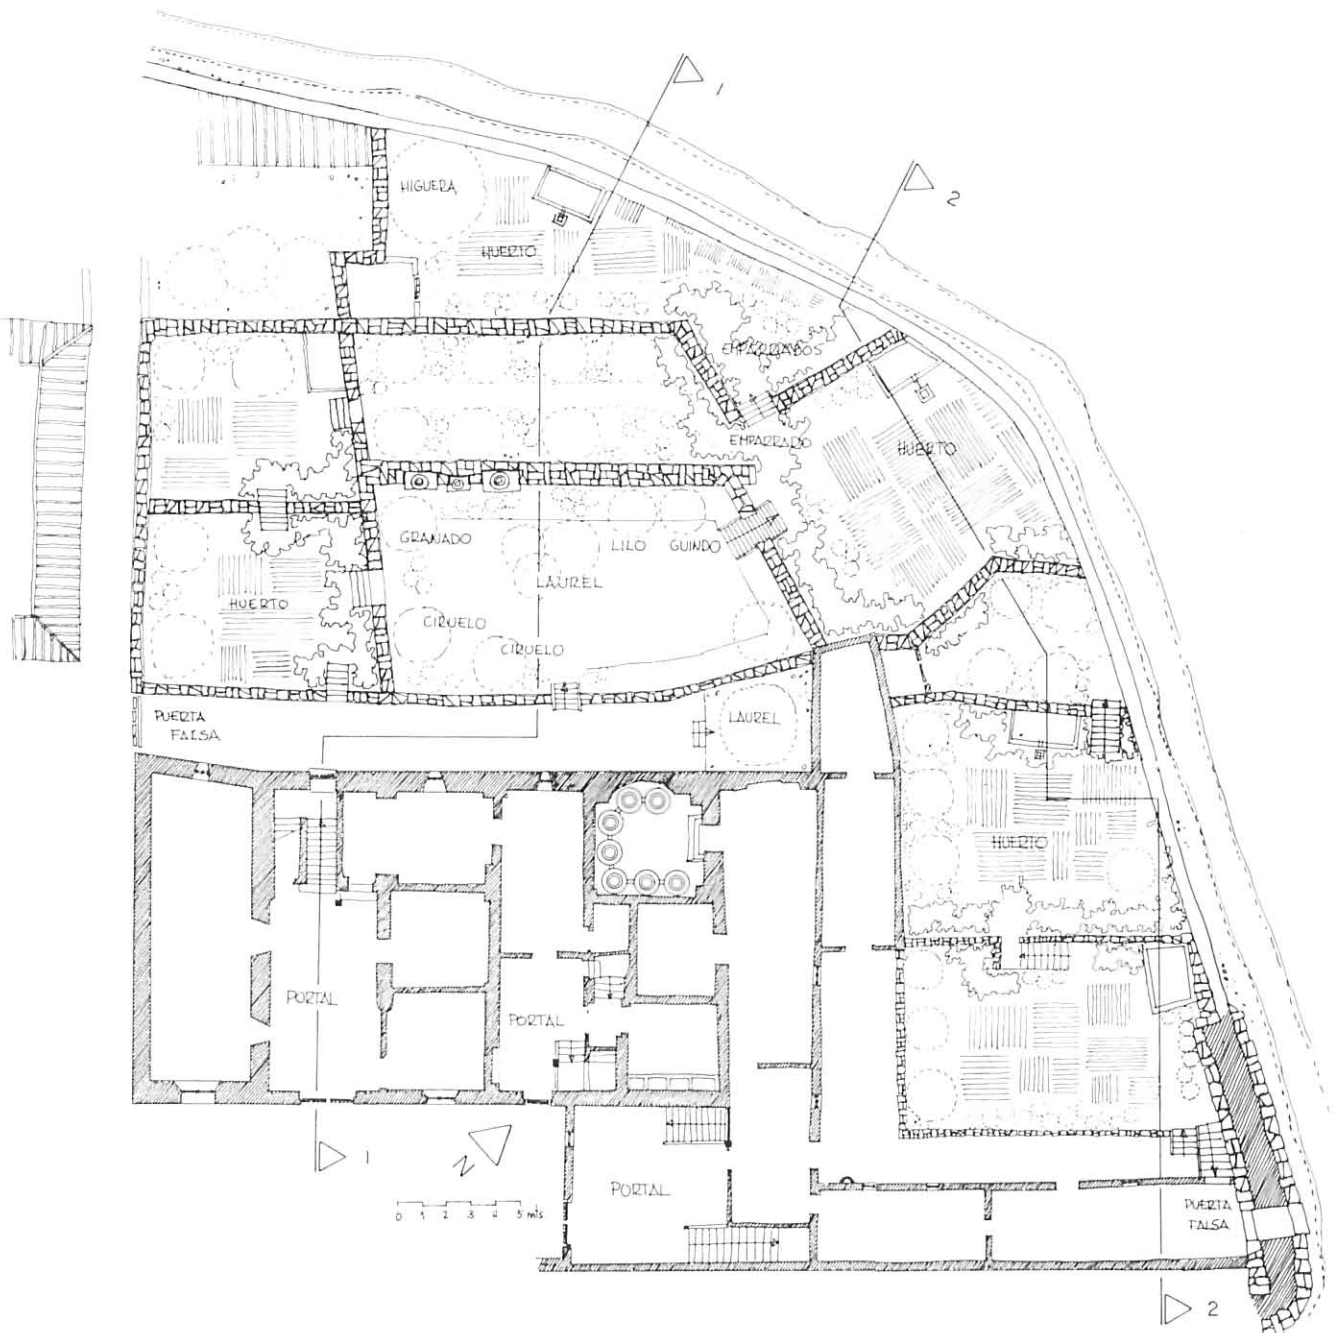 1
2
HIGUERA
HUERTO
EMPARRADOS
EMPARRADO
HUERTO
GRANADO
LILO
GUINDO
LAUREL
HUERTO
CIRUELO
CIRUELO
PUERTA
FALSA
LAUREL
HUERTO
PORTAL
PORTAL
1
N
0 1 2 3 4 5 mts
PORTAL
PUERTA
FALSA
2